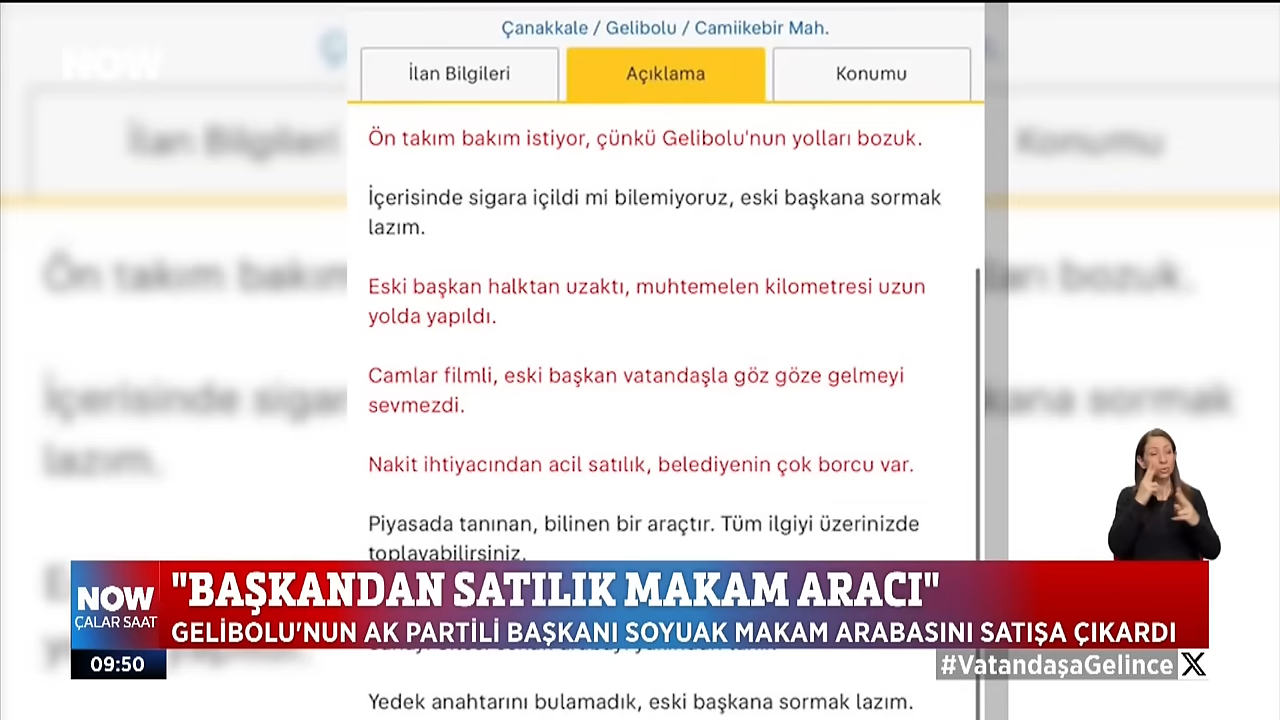 NOW
Çanakkale / Gelibolu / Camiikebir Mah.
İlan Bilgileri
Açıklama
Konumu
Ön takım bakım istiyor, çünkü Gelibolu'nun yolları bozuk.
İçerisinde sigara içildi mi bilemiyoruz, eski başkana sormak
lazım.
Eski başkan halktan uzaktı, muhtemelen kilometresi uzun
yolda yapıldı.
Camlar filmli, eski başkan vatandaşla göz göze gelmeyi
sevmezdi.
Nakit ihtiyacından acil satılık, belediyenin çok borcu var.
Piyasada tanınan, bilinen bir araçtır. Tüm ilgiyi üzerinizde
toplayabilirsiniz.
NOW
ÇALAR SAAT
"BAŞKANDAN SATILIK MAKAM ARACI"
GELİBOLU'NUN AK PARTİLİ BAŞKANI SOYUAK MAKAM ARABASINI SATIŞA ÇIKARDI
09:50
#VatandaşaGelince X
Yedek anahtarını bulamadık, eski başkana sormak lazım.